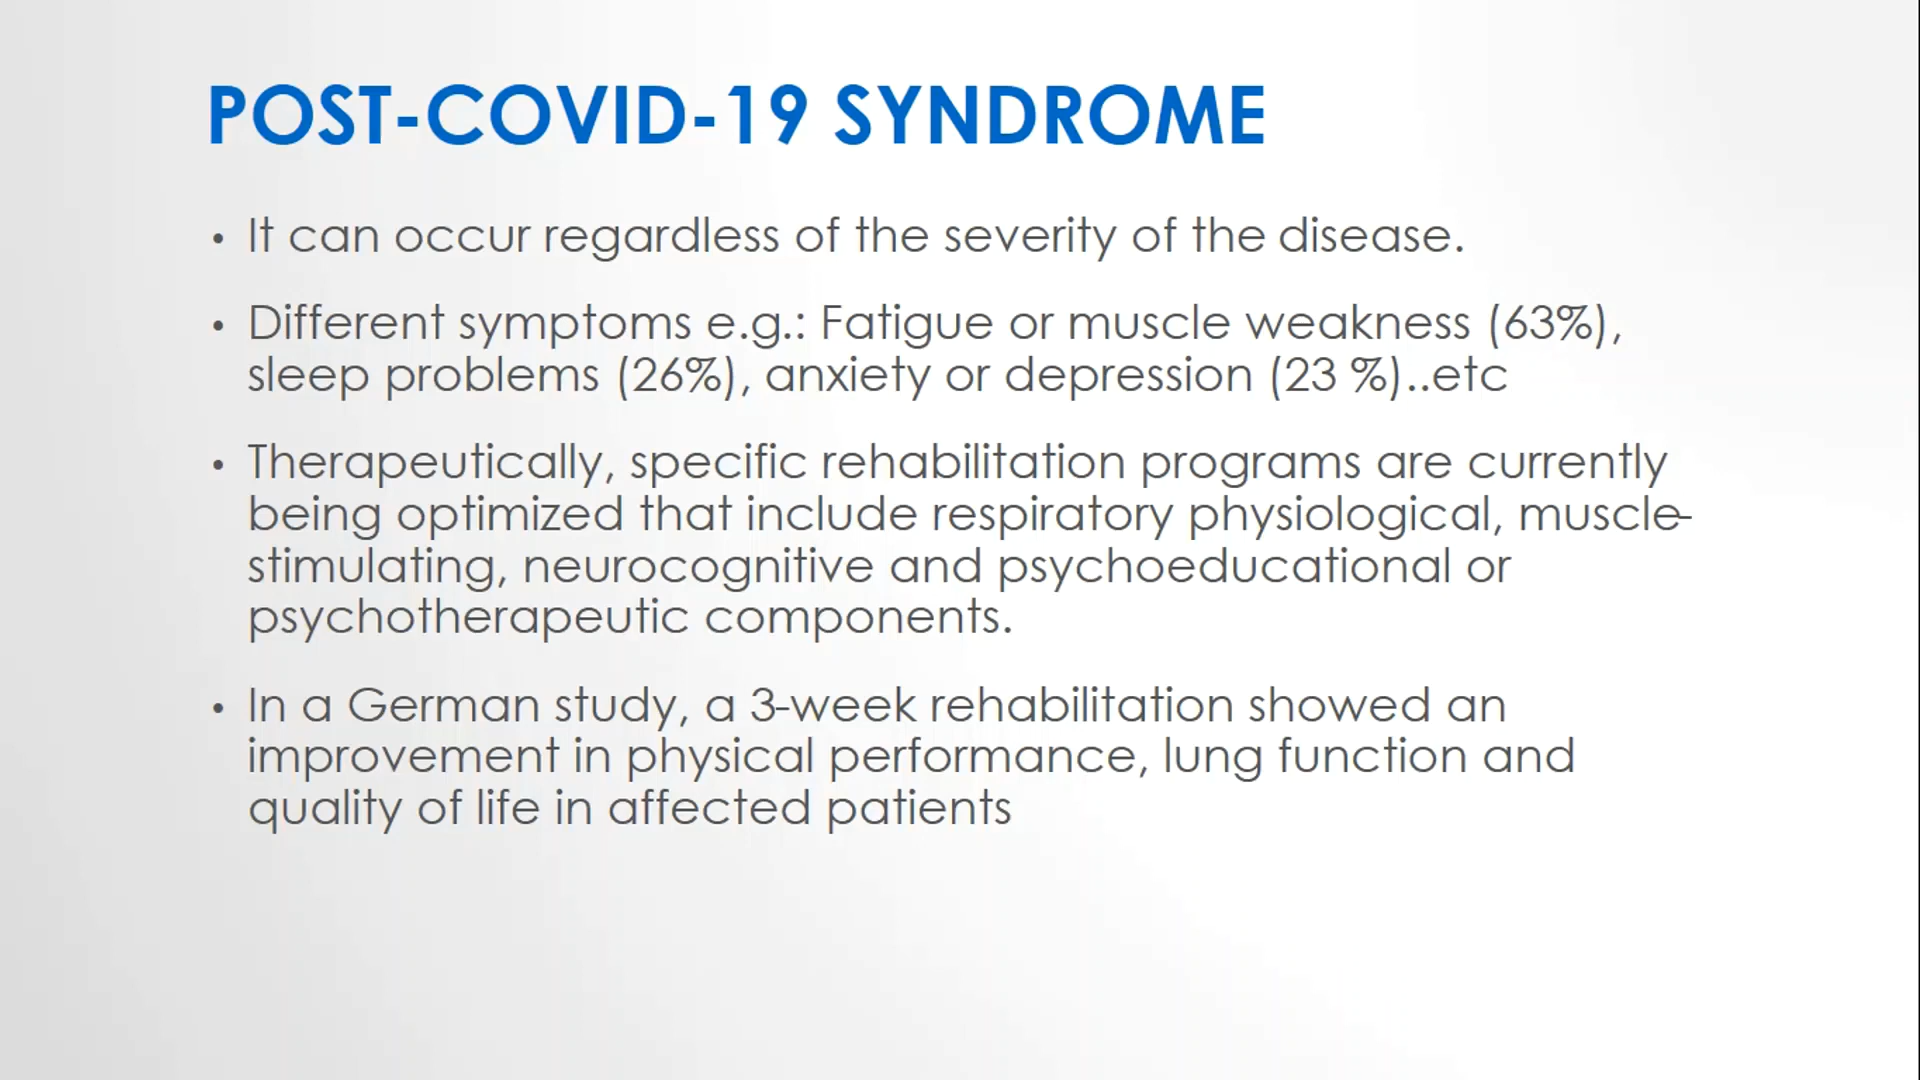 POST-COVID-19 SYNDROME
• It can occur regardless of the severity of the disease.
• Different symptoms e.g.: Fatigue or muscle weakness (63%),
sleep problems (26%), anxiety or depression (23 %)..etc
• Therapeutically, specific rehabilitation programs are currently
being optimized that include respiratory physiological, muscle-
stimulating, neurocognitive and psychoeducational or
psychotherapeutic components.
• In a German study, a 3-week rehabilitation showed an
improvement in physical performance, lung function and
quality of life in affected patients